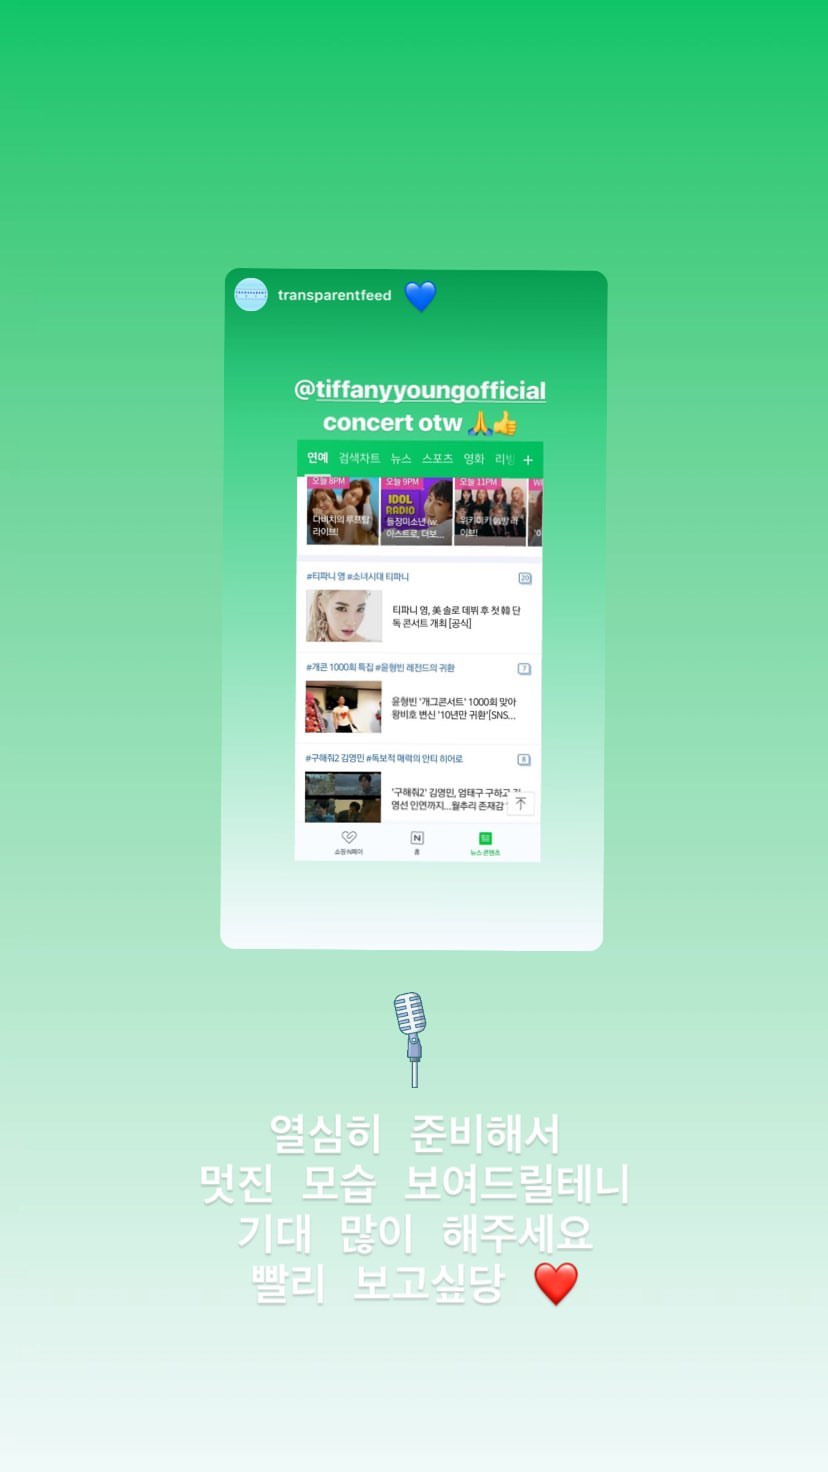 transparentfeed
@tiffanyyoungofficial
concert otw
연예 검색차트 뉴스 스포츠 영화 +
오늘 8PM
다비치의 루프탑
라이브!
오늘 9PM
IDOL
RADIO
들장미소년 (w.
아스트로, 더보...
오늘 11PM
위키미키
이브!
#티파니 영 #소녀시대 티파니
20
티파니 영, 美 솔로 데뷔 후 첫 韓 단
독 콘서트 개최 [공식]
#개콘 1000회 특집 #윤형빈 레전드의 귀환
7
윤형빈 '개그콘서트' 1000회 맞아
왕비호 변신 '10년만 귀환'[SNS...
#구해줘2 김영민 #독보적 매력의 안티 히어로
8
'구해줘2' 김영민, 엄태구 구하고
영선 인연까지...월추리 존재감
쇼핑·N페이
N
홈
뉴스·콘텐츠
열심히 준비해서
멋진 모습 보여드릴테니
기대 많이 해주세요
빨리 보고싶당